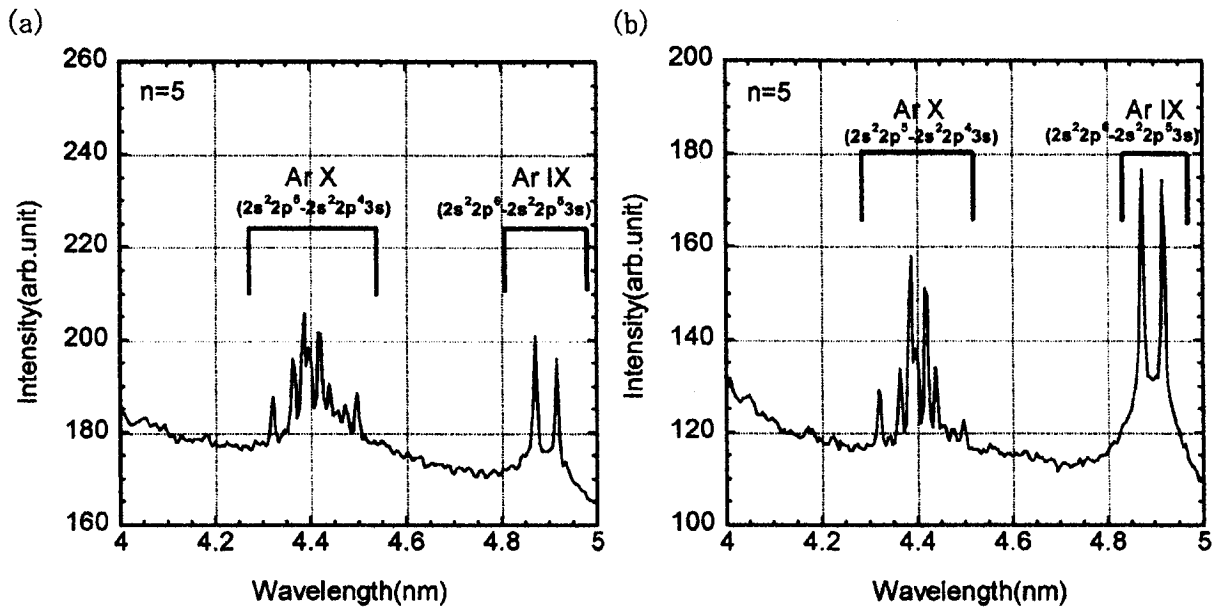 (a)
260
240
220
200
180
160
n=5
Ar X
(2s²2p⁵-2s²2p⁴3s)
Ar IX
(2s²2p⁶-2s²2p⁵3s)
4
4.2
4.4
4.6
4.8
5
Wavelength(nm)
Intensity(arb.unit)
(b)
200
180
160
140
120
100
n=5
Ar X
(2s²2p⁵-2s²2p⁴3s)
Ar IX
(2s²2p⁶-2s²2p⁵3s)
4
4.2
4.4
4.6
4.8
5
Wavelength(nm)
Intensity(arb.unit)